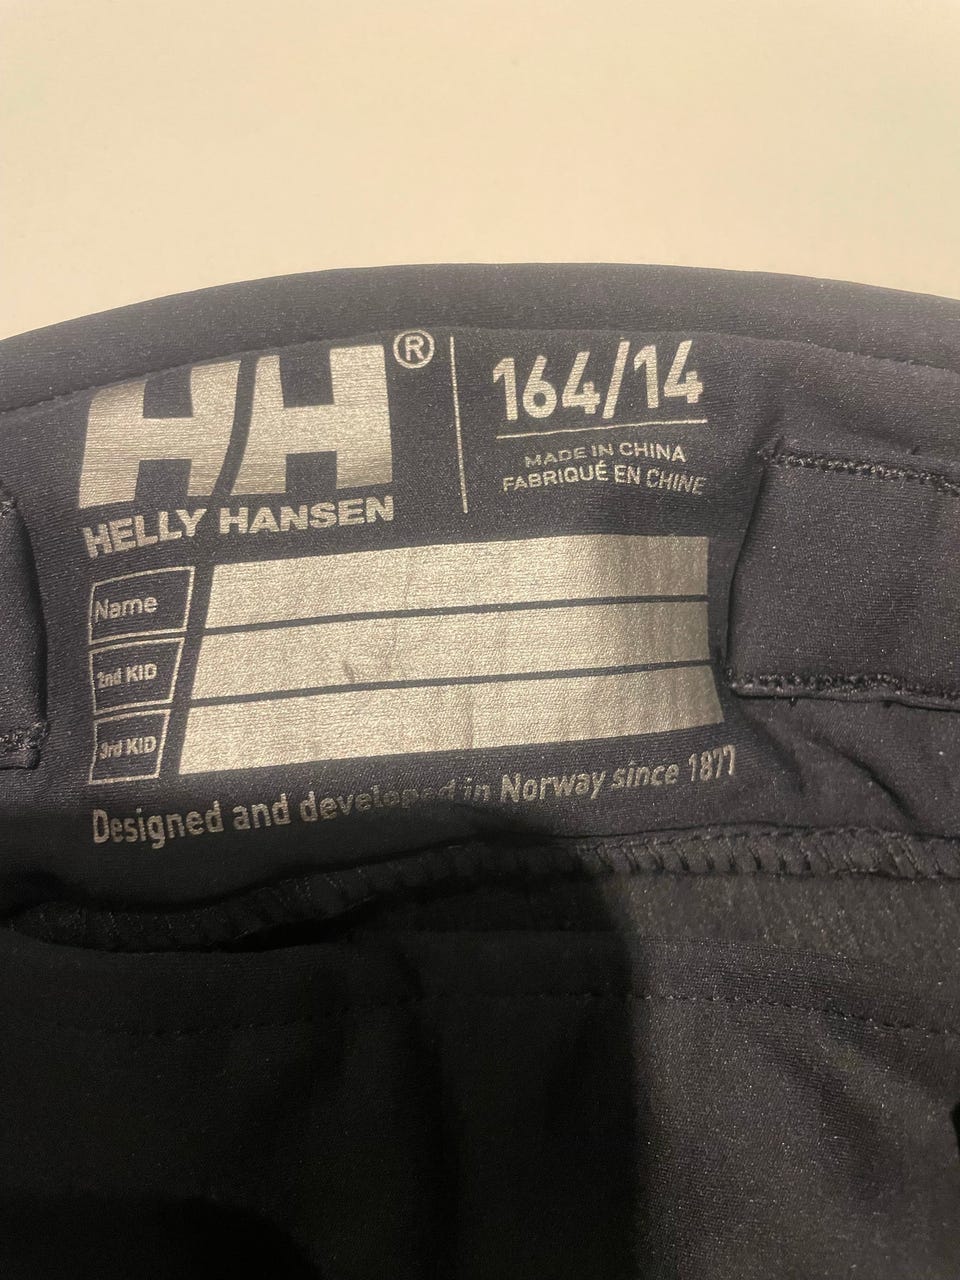 HH®
HELLY HANSEN
164/14
MADE IN CHINA
FABRIQUÉ EN CHINE
Name
2nd KID
3rd KID
Designed and developed in Norway since 1877